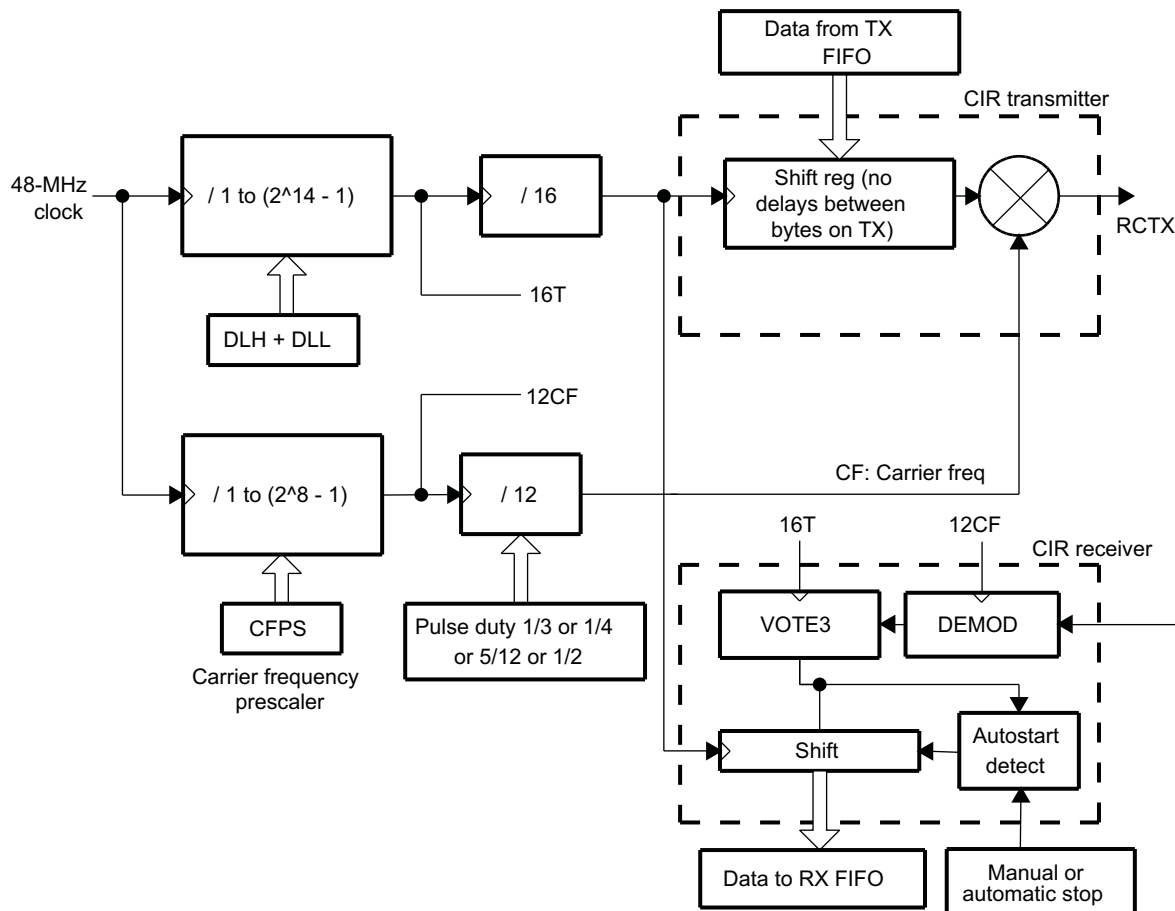 Data from TX
FIFO
CIR transmitter
48-MHz
clock
/ 1 to (2^14 - 1)
/ 16
Shift reg (no
delays between
bytes on TX)
RCTX
16T
DLH + DLL
12CF
/ 1 to (2^8 - 1)
/ 12
CF: Carrier freq
16T
12CF
CIR receiver
CFPS
Carrier frequency
prescaler
Pulse duty 1/3 or 1/4
or 5/12 or 1/2
VOTE3
DEMOD
Shift
Autostart
detect
Data to RX FIFO
Manual or
automatic stop